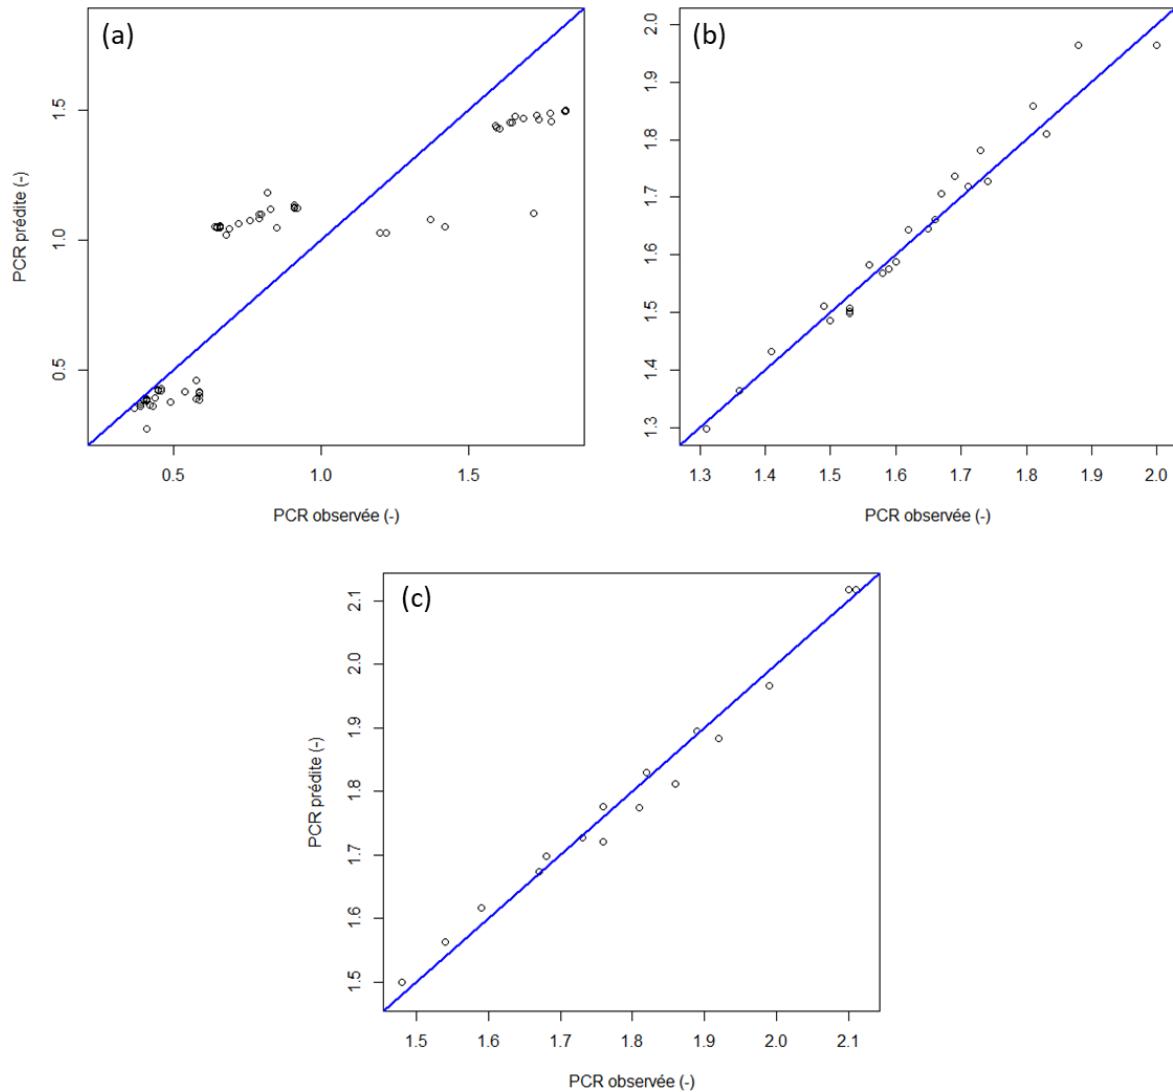 (a)
1.5
1.0
0.5
PCR prédite (-)
0.5 1.0 1.5
PCR observée (-)
(b)
2.0
1.9
1.8
1.7
1.6
1.5
1.4
1.3
1.3 1.4 1.5 1.6 1.7 1.8 1.9 2.0
PCR observée (-)
(c)
2.1
2.0
1.9
1.8
1.7
1.6
1.5
PCR prédite (-)
1.5 1.6 1.7 1.8 1.9 2.0 2.1
PCR observée (-)